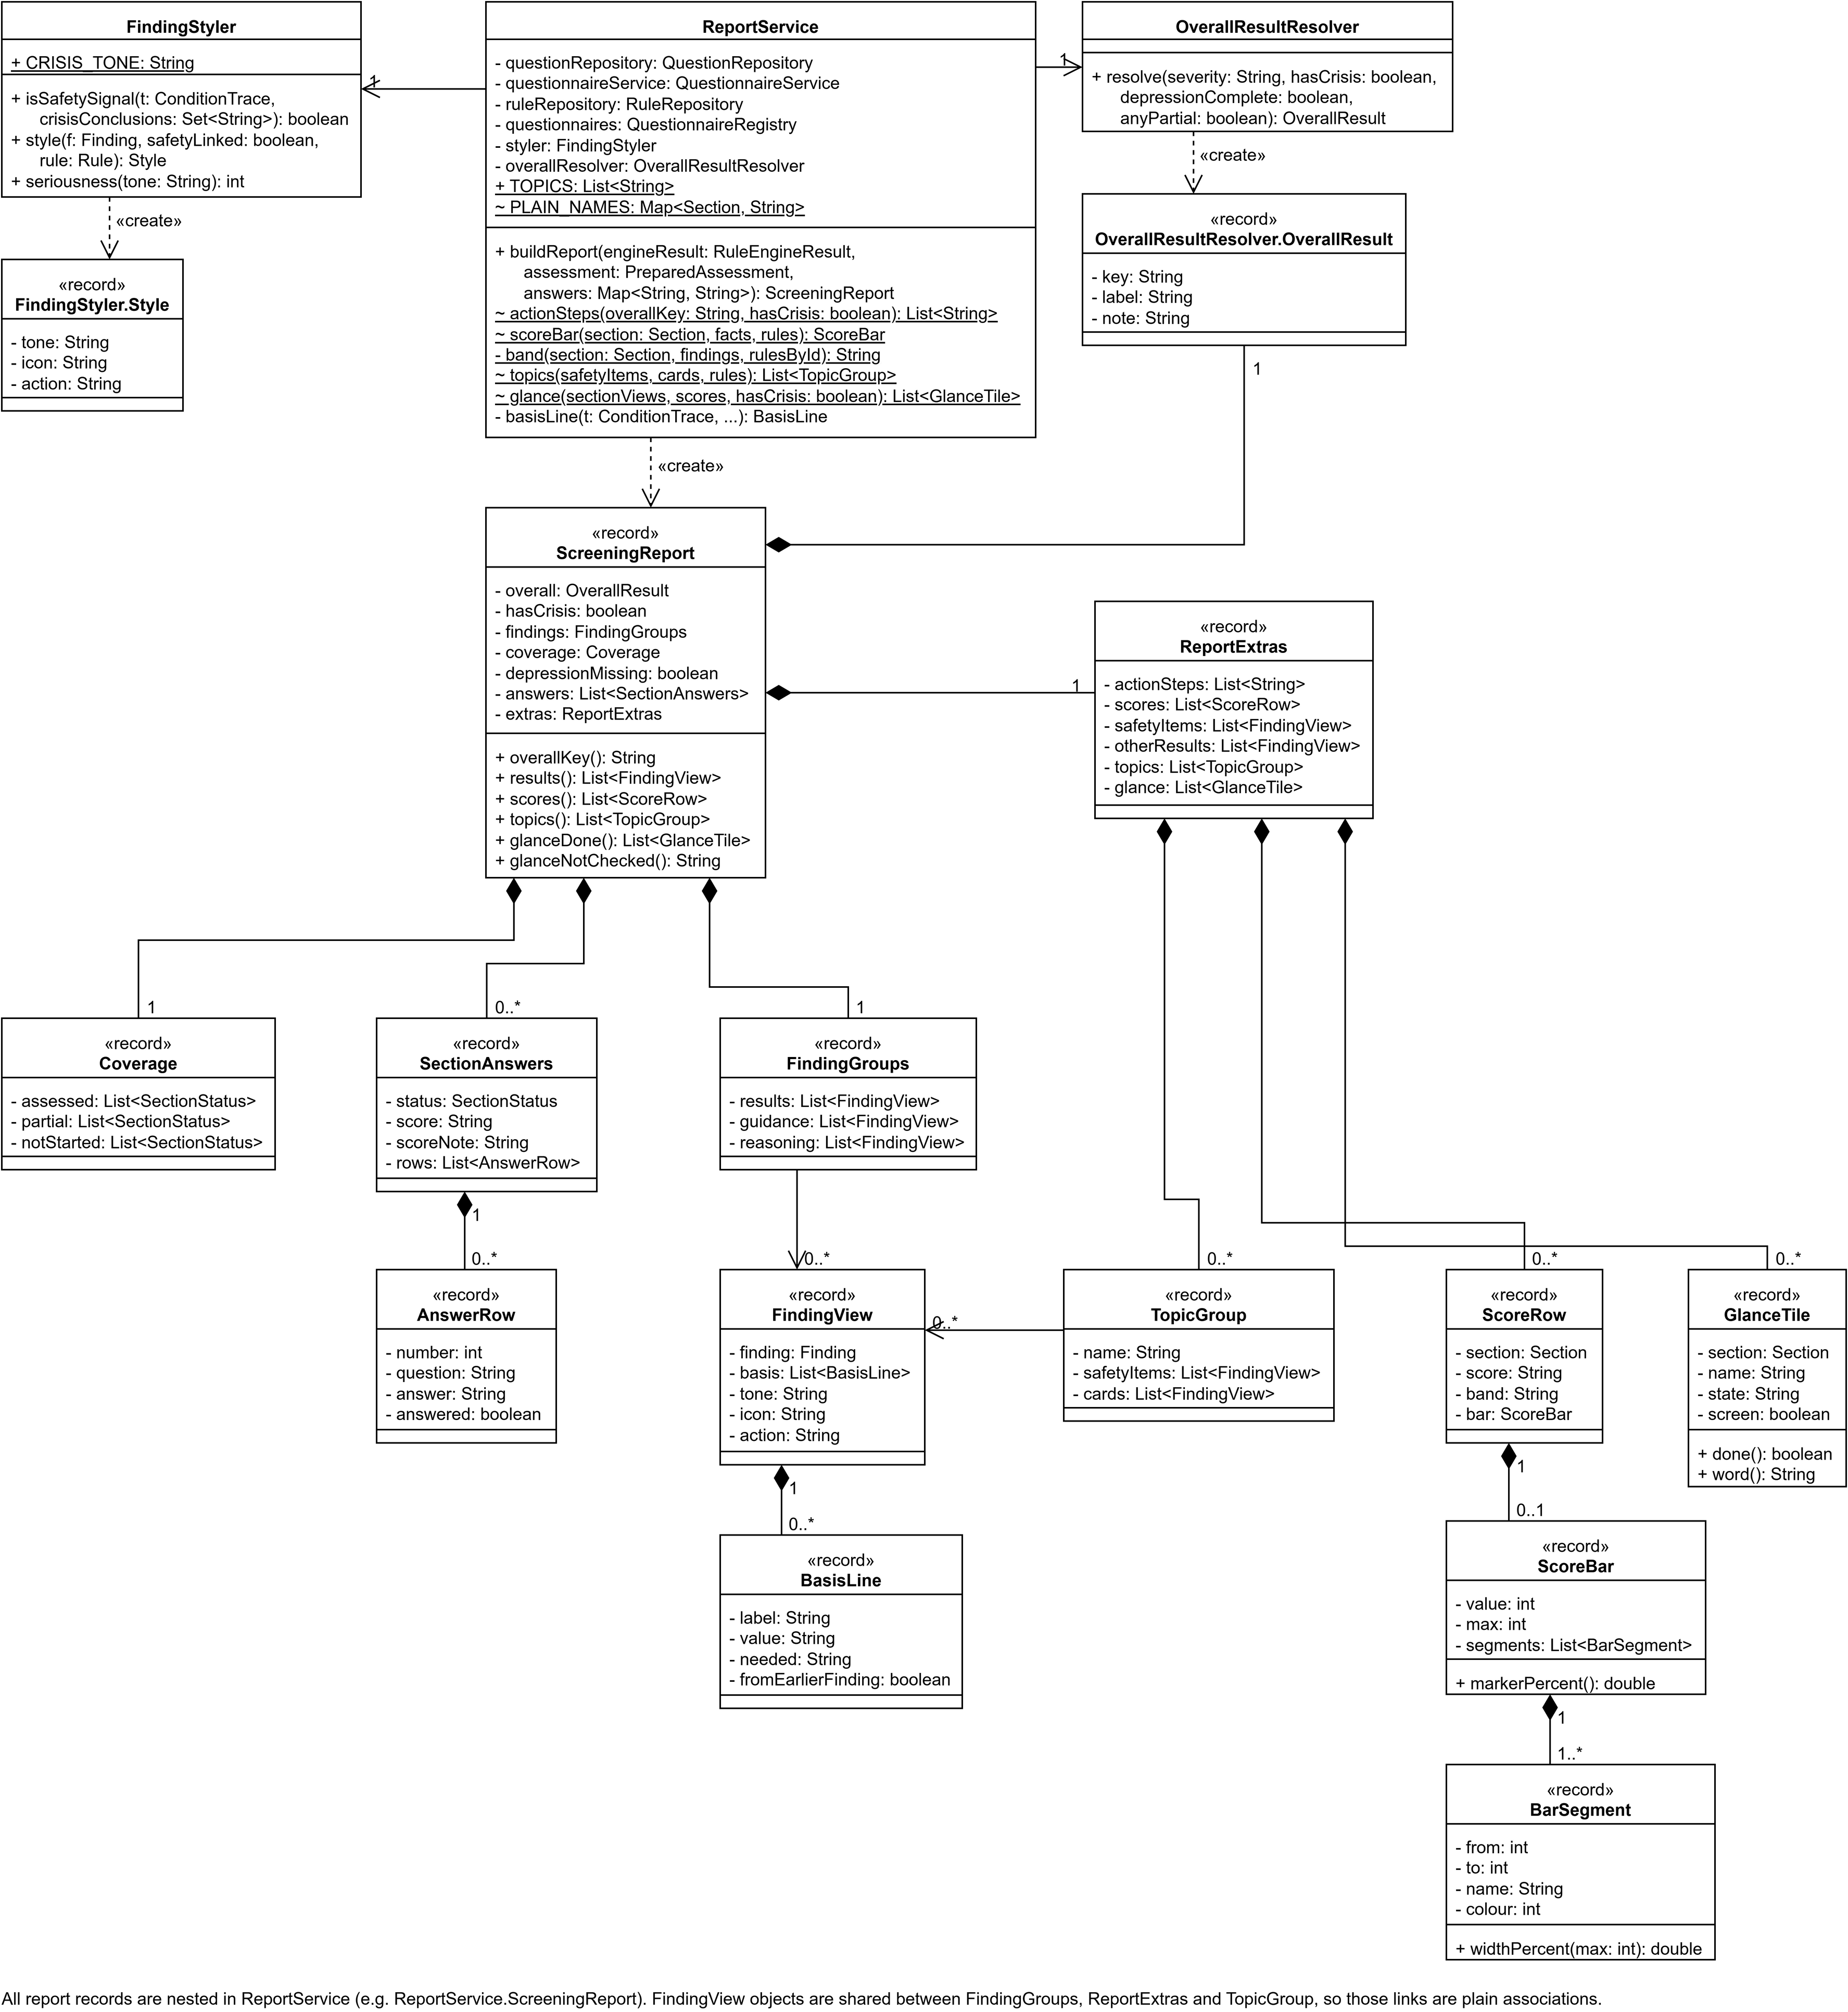 FindingStyler
+ CRISIS_TONE: String
+ isSafetySignal(t: ConditionTrace,
crisisConclusions: Set<String>): boolean
+ style(f: Finding, safetyLinked: boolean,
rule: Rule): Style
+ seriousness(tone: String): int
1
ReportService
- questionRepository: QuestionRepository
- questionnaireService: QuestionnaireService
- ruleRepository: RuleRepository
- questionnaires: QuestionnaireRegistry
- styler: FindingStyler
- overallResolver: OverallResultResolver
+ TOPICS: List<String>
~ PLAIN_NAMES: Map<Section, String>
+ buildReport(engineResult: RuleEngineResult,
assessment: PreparedAssessment,
answers: Map<String, String>): ScreeningReport
~ actionSteps(overallKey: String, hasCrisis: boolean): List<String>
~ scoreBar(section: Section, facts, rules): ScoreBar
- band(section: Section, findings, rulesById): String
~ topics(safetyItems, cards, rules): List<TopicGroup>
~ glance(sectionViews, scores, hasCrisis: boolean): List<GlanceTile>
- basisLine(t: ConditionTrace, ...): BasisLine
1
OverallResultResolver
+ resolve(severity: String, hasCrisis: boolean,
depressionComplete: boolean,
anyPartial: boolean): OverallResult
«create»
«record»
OverallResultResolver.OverallResult
- key: String
- label: String
- note: String
1
«create»
«record»
FindingStyler.Style
- tone: String
- icon: String
- action: String
«create»
«record»
ScreeningReport
- overall: OverallResult
- hasCrisis: boolean
- findings: FindingGroups
- coverage: Coverage
- depressionMissing: boolean
- answers: List<SectionAnswers>
- extras: ReportExtras
+ overallKey(): String
+ results(): List<FindingView>
+ scores(): List<ScoreRow>
+ topics(): List<TopicGroup>
+ glanceDone(): List<GlanceTile>
+ glanceNotChecked(): String
1
«record»
ReportExtras
- actionSteps: List<String>
- scores: List<ScoreRow>
- safetyItems: List<FindingView>
- otherResults: List<FindingView>
- topics: List<TopicGroup>
- glance: List<GlanceTile>
1
«record»
Coverage
- assessed: List<SectionStatus>
- partial: List<SectionStatus>
- notStarted: List<SectionStatus>
0..*
«record»
SectionAnswers
- status: SectionStatus
- score: String
- scoreNote: String
- rows: List<AnswerRow>
1
«record»
FindingGroups
- results: List<FindingView>
- guidance: List<FindingView>
- reasoning: List<FindingView>
1
0..*
«record»
AnswerRow
- number: int
- question: String
- answer: String
- answered: boolean
0..*
«record»
FindingView
- finding: Finding
- basis: List<BasisLine>
- tone: String
- icon: String
- action: String
0..*
0..*
«record»
TopicGroup
- name: String
- safetyItems: List<FindingView>
- cards: List<FindingView>
0..*
«record»
ScoreRow
- section: Section
- score: String
- band: String
- bar: ScoreBar
0..*
«record»
GlanceTile
- section: Section
- name: String
- state: String
- screen: boolean
+ done(): boolean
+ word(): String
1
0..*
«record»
BasisLine
- label: String
- value: String
- needed: String
- fromEarlierFinding: boolean
1
0..1
«record»
ScoreBar
- value: int
- max: int
- segments: List<BarSegment>
+ markerPercent(): double
1
1..*
«record»
BarSegment
- from: int
- to: int
- name: String
- colour: int
+ widthPercent(max: int): double
All report records are nested in ReportService (e.g. ReportService.ScreeningReport). FindingView objects are shared between FindingGroups, ReportExtras and TopicGroup, so those links are plain associations.